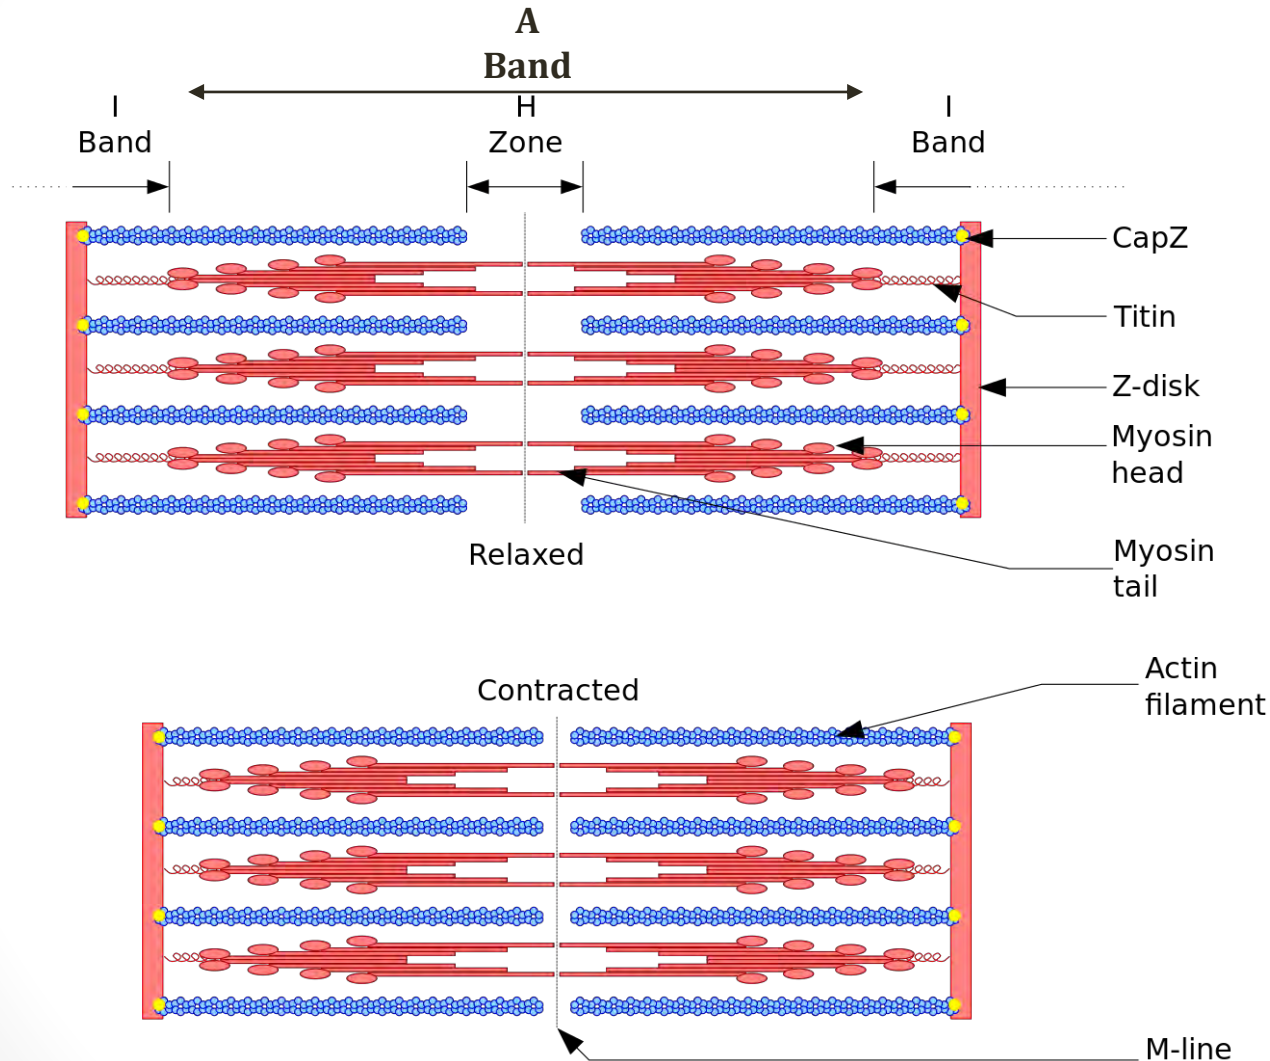 A
Band
I
Band
H
Zone
I
Band
CapZ
Titin
Z-disk
Myosin
head
Myosin
tail
Relaxed
Contracted
Actin
filament
M-line